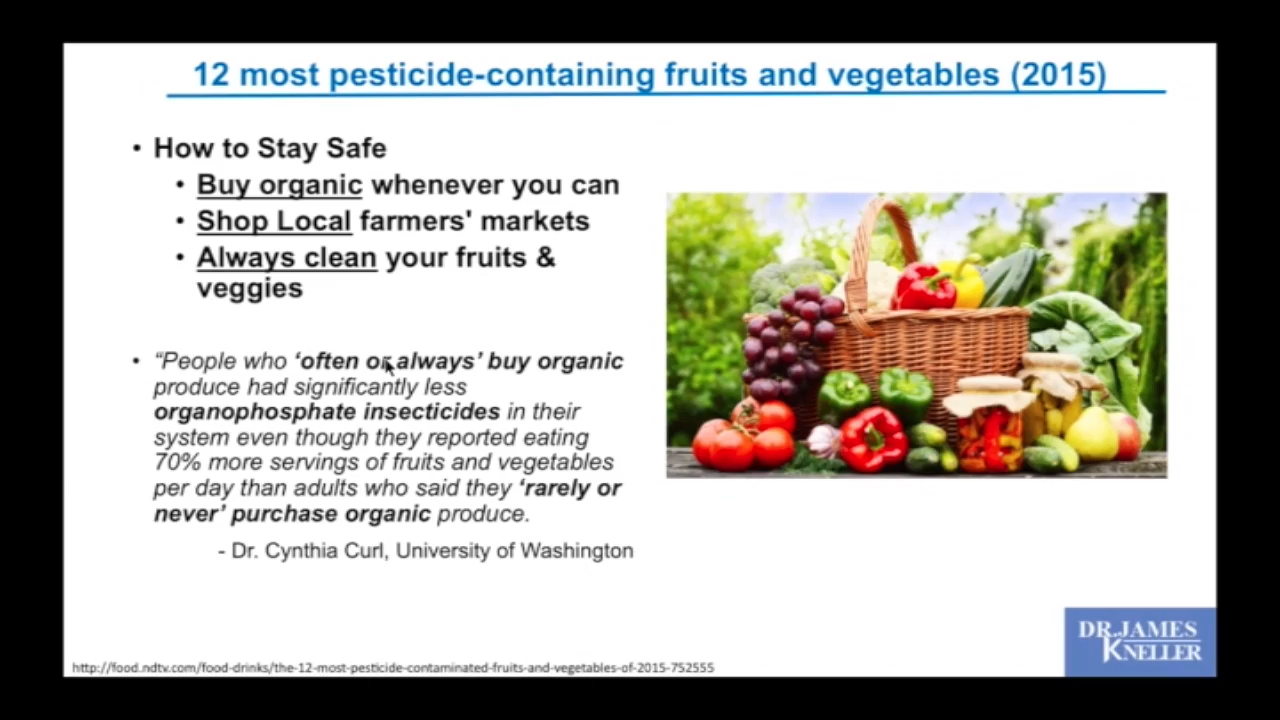 12 most pesticide-containing fruits and vegetables (2015)
• How to Stay Safe
• Buy organic whenever you can
• Shop Local farmers' markets
• Always clean your fruits &
veggies
• “People who ‘often or always’ buy organic
produce had significantly less
organophosphate insecticides in their
system even though they reported eating
70% more servings of fruits and vegetables
per day than adults who said they ‘rarely or
never’ purchase organic produce.
- Dr. Cynthia Curl, University of Washington
http://food.ndtv.com/food-drinks/the-12-most-pesticide-contaminated-fruits-and-vegetables-of-2015-752555
DR. JAMES
KNELLER